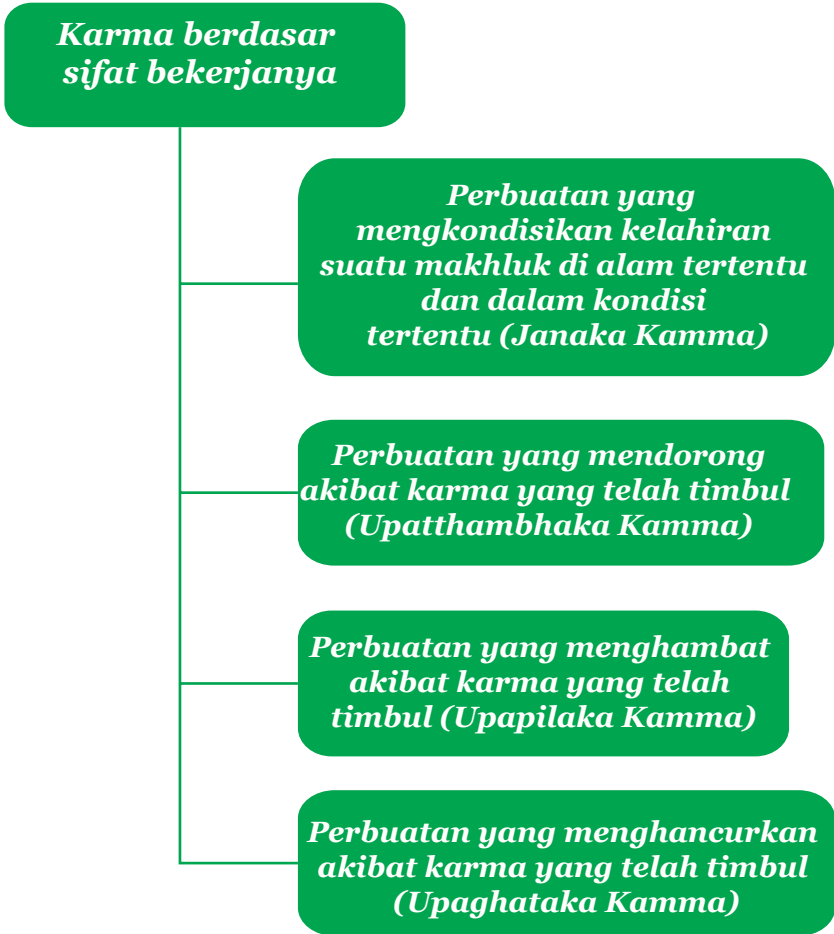 Karma berdasar
sifat bekerjanya
Perbuatan yang
mengkondisikan kelahiran
suatu makhluk di alam tertentu
dan dalam kondisi
tertentu (Janaka Kamma)
Perbuatan yang mendorong
akibat karma yang telah timbul
(Upatthambhaka Kamma)
Perbuatan yang menghambat
akibat karma yang telah
timbul (Upapilaka Kamma)
Perbuatan yang menghancurkan
akibat karma yang telah timbul
(Upaghataka Kamma)